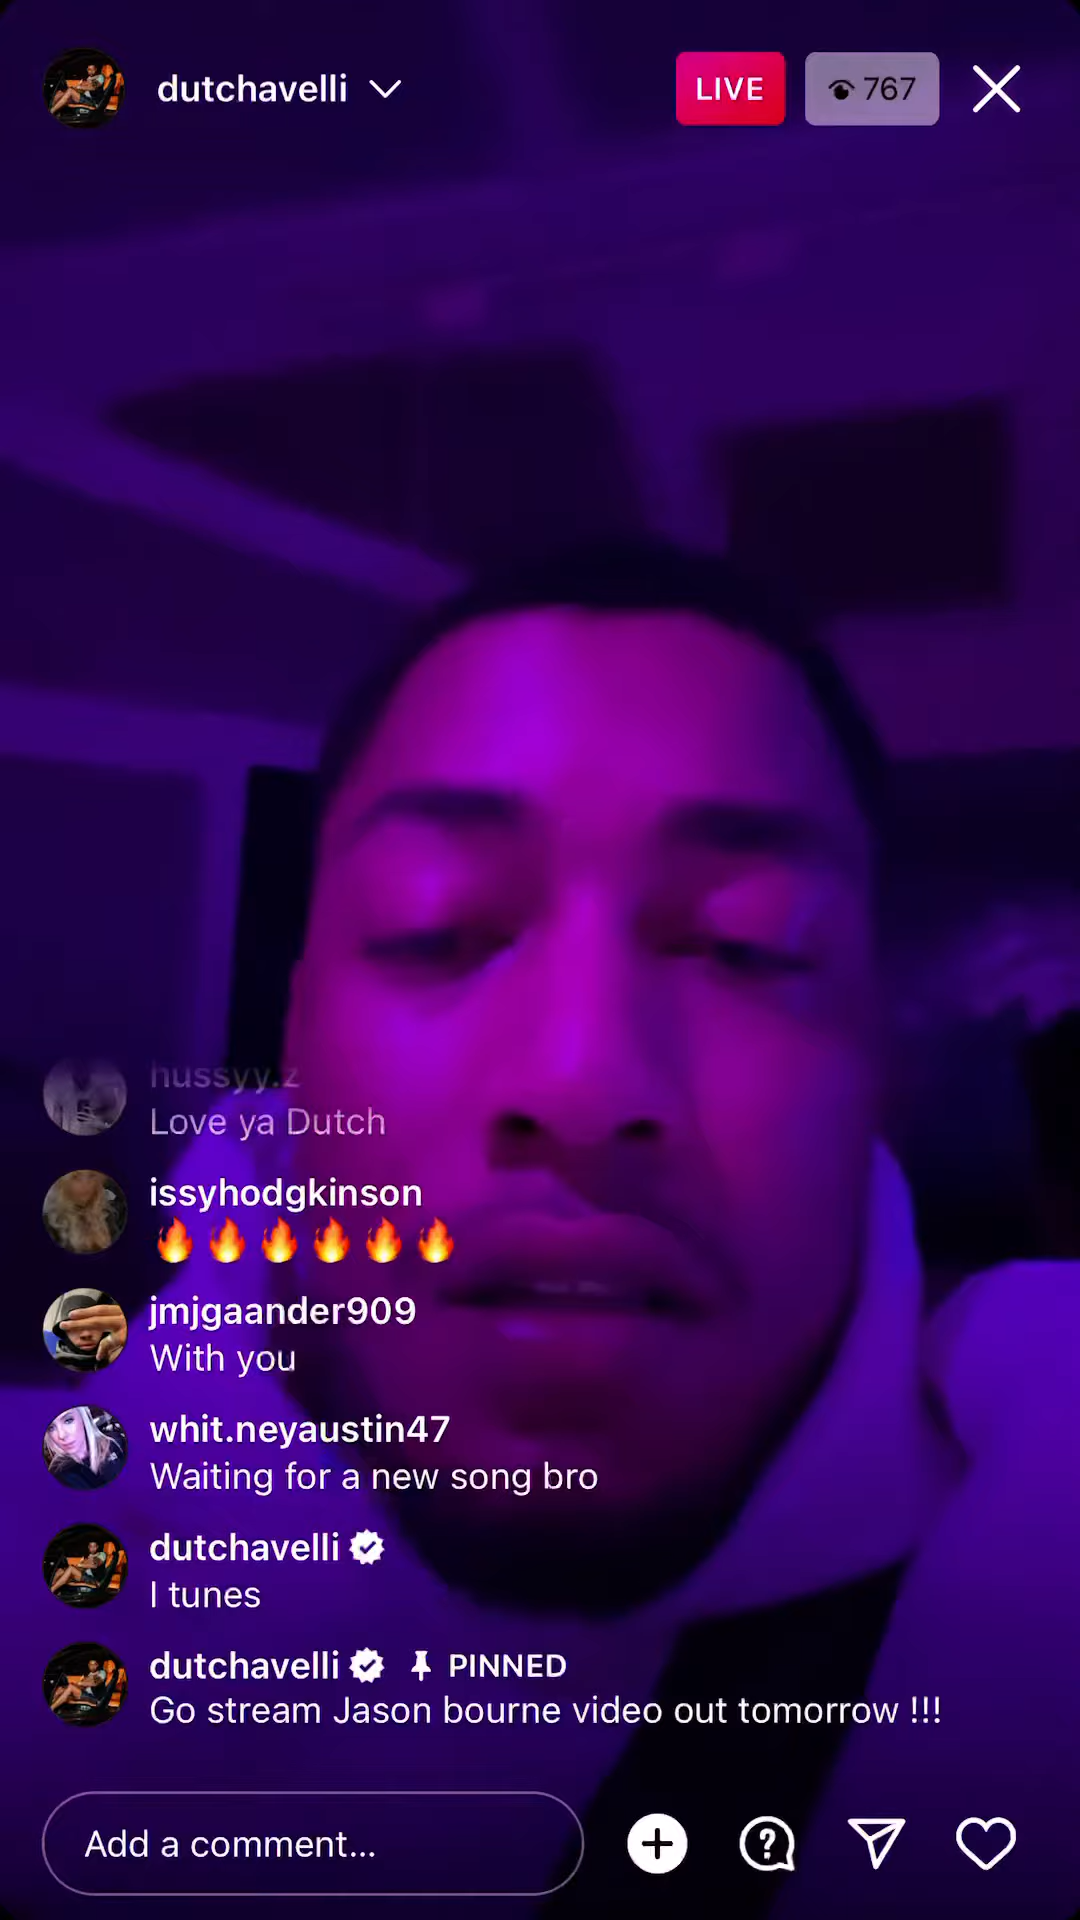 dutchavelli
LIVE
767
hussyy.z
Love ya Dutch
issyhodgkinson
🔥🔥🔥🔥🔥🔥
jmjgaander909
With you
whit.neyaustin47
Waiting for a new song bro
dutchavelli
I tunes
dutchavelli PINNED
Go stream Jason bourne video out tomorrow !!!
Add a comment...